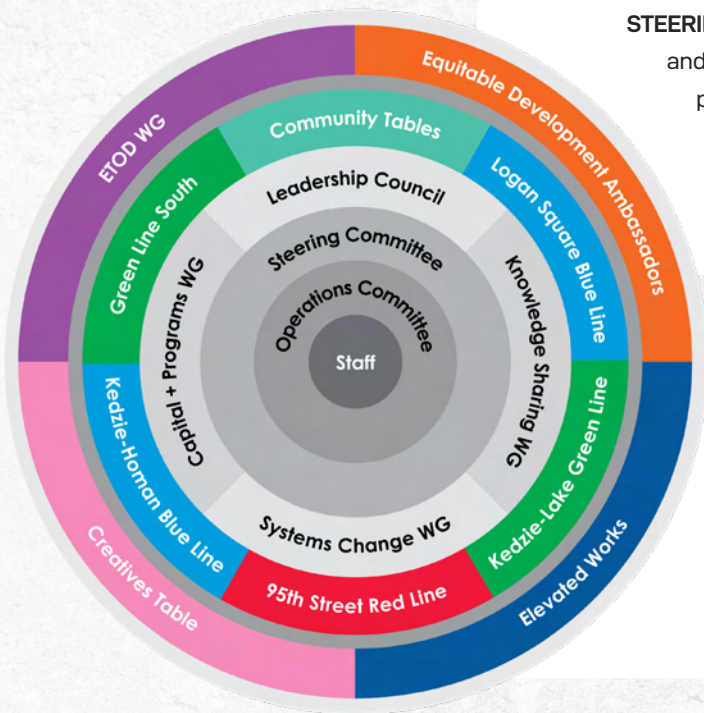 STEERI
and
p
ETOD WG
Equitable Development Ambassadors
Community Tables
Green Line South
Logan Square Blue Line
Leadership Council
Steering Committee
Capital + Programs WG
Knowledge Sharing WG
Operations Committee
Staff
Kedzie-Homan Blue Line
Kedzie-Lake Green Line
Systems Change WG
95th Street Red Line
Creatives Table
Elevated Works